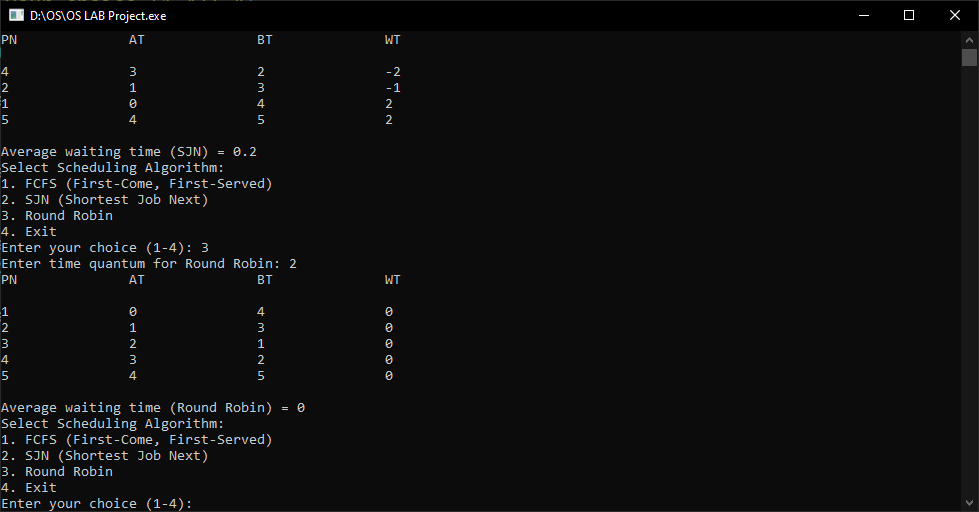 D:\OS\OS LAB Project.exe
PN AT BT WT
4 3 2 -2
2 1 3 -1
1 0 4 2
5 4 5 2
Average waiting time (SJN) = 0.2
Select Scheduling Algorithm:
1. FCFS (First-Come, First-Served)
2. SJN (Shortest Job Next)
3. Round Robin
4. Exit
Enter your choice (1-4): 3
Enter time quantum for Round Robin: 2
PN AT BT WT
1 0 4 0
2 1 3 0
3 2 1 0
4 3 2 0
5 4 5 0
Average waiting time (Round Robin) = 0
Select Scheduling Algorithm:
1. FCFS (First-Come, First-Served)
2. SJN (Shortest Job Next)
3. Round Robin
4. Exit
Enter your choice (1-4):